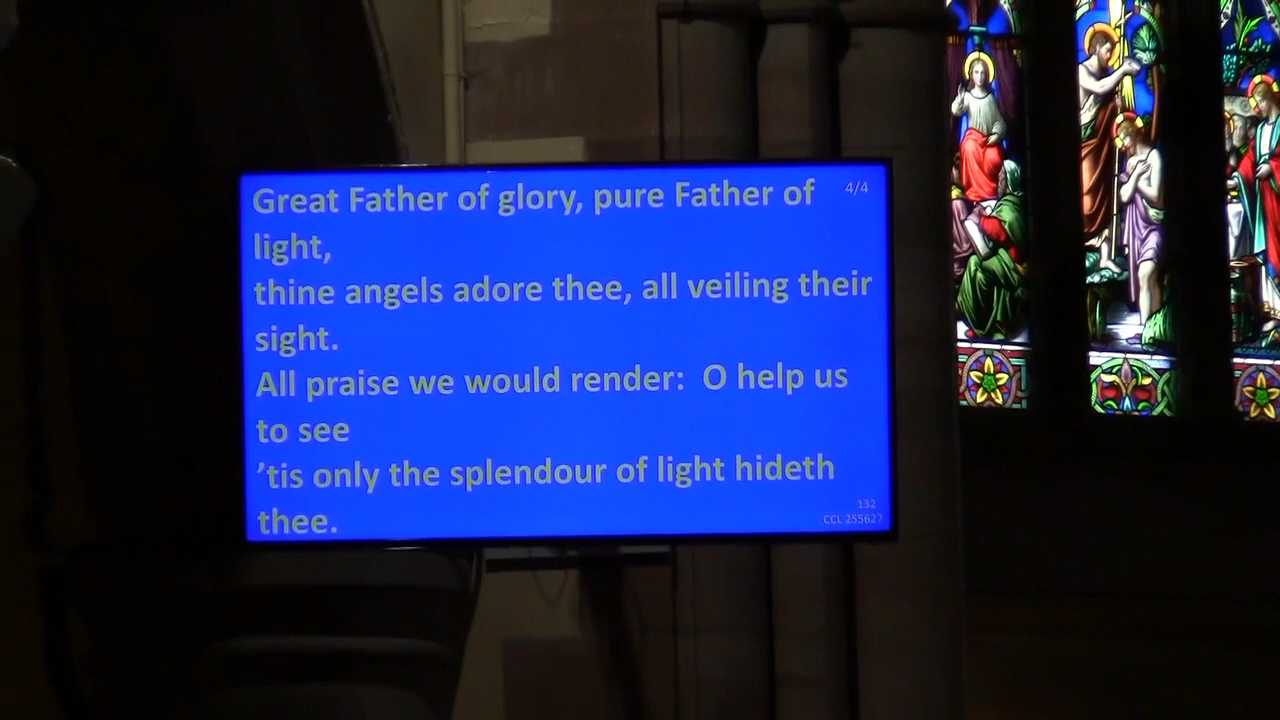 Great Father of glory, pure Father of
4/4
light,
thine angels adore thee, all veiling their
sight.
All praise we would render:  O help us
to see
’tis only the splendour of light hideth
thee.
132
CCL 255627